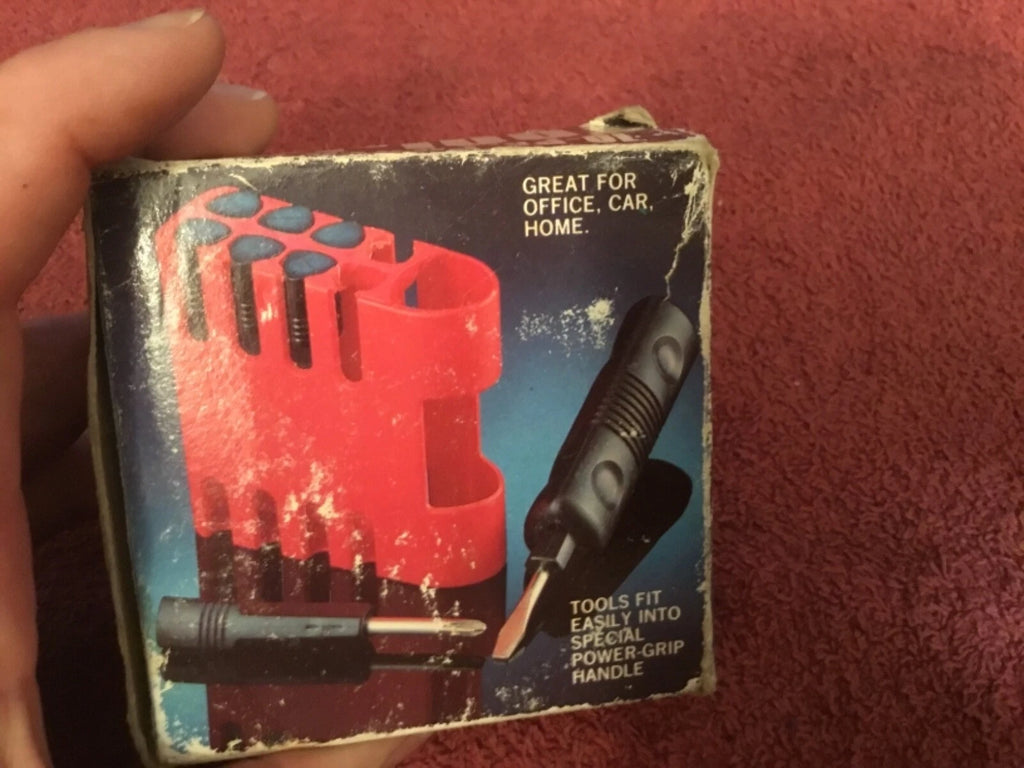 GREAT FOR
OFFICE, CAR,
HOME.
TOOLS FIT
EASILY INTO
SPECIAL
POWER-GRIP
HANDLE